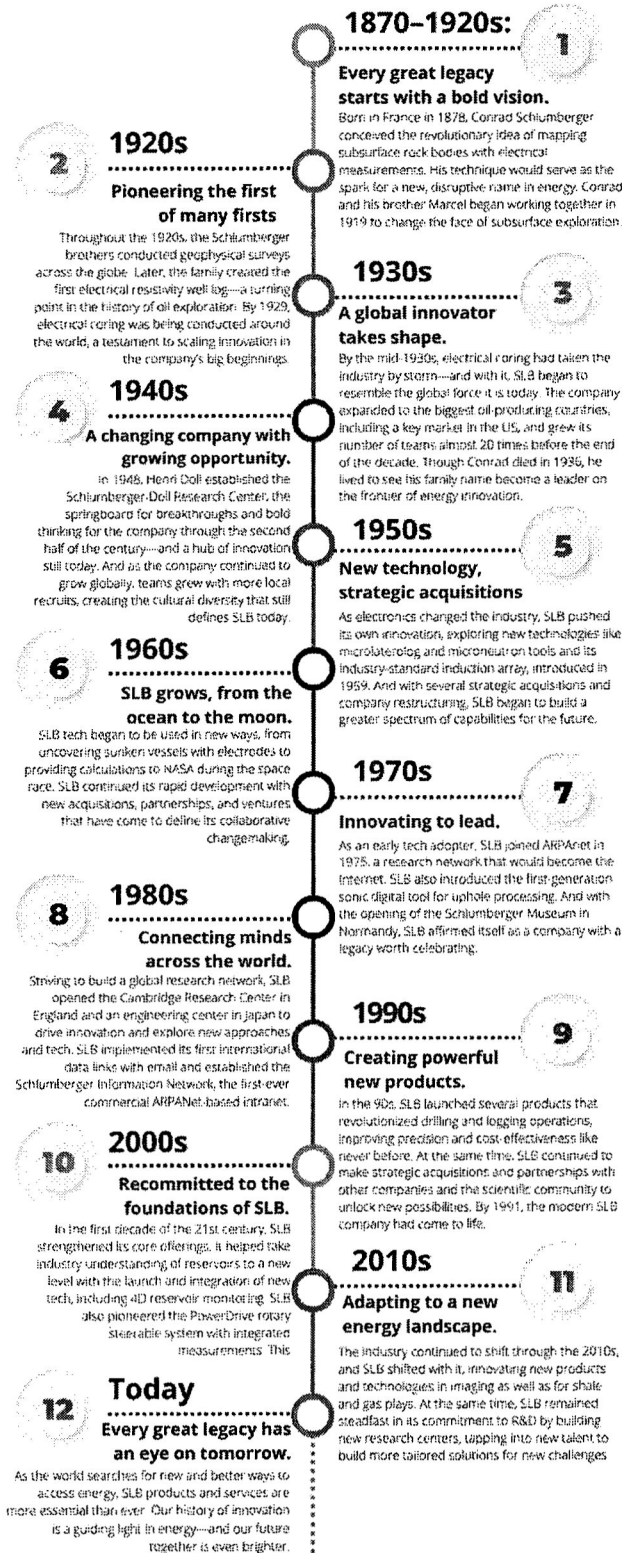 1870–1920s:
1
Every great legacy
starts with a bold vision.
Born in France in 1878, Conrad Schlumberger
conceived the revolutionary idea of mapping
subsurface rock bodies with electrical
measurements. His technique would serve as the
spark for a new, disruptive name in energy. Conrad
and his brother Marcel began working together in
1919 to change the face of subsurface exploration.
2
1920s
Pioneering the first
of many firsts
Throughout the 1920s, the Schlumberger
brothers conducted geophysical surveys
across the globe. Later, the family created the
first electrical resistivity well log—a turning
point in the history of oil exploration. By 1929,
electrical coring was being conducted around
the world, a testament to scaling innovation in
the company's big beginnings.
1930s
3
A global innovator
takes shape.
By the mid-1930s, electrical coring had taken the
industry by storm—and with it, SLB began to
resemble the global force it is today. The company
expanded to the biggest oil-producing countries,
including a key market in the US, and grew its
number of teams almost 20 times before the end
of the decade. Though Conrad died in 1936, he
lived to see his family name become a leader on
the frontier of energy innovation.
4
1940s
A changing company with
growing opportunity.
In 1948, Henri Doll established the
Schlumberger-Doll Research Center, the
springboard for breakthroughs and bold
thinking for the company through the second
half of the century—and a hub of innovation
still today. And as the company continued to
grow globally, teams grew with more local
recruits, creating the cultural diversity that still
defines SLB today.
1950s
5
New technology,
strategic acquisitions
As electronics changed the industry, SLB pushed
its own innovation, exploring new technologies like
microlaterolog and microneutron tools and its
industry-standard induction array, introduced in
1959. And with several strategic acquisitions and
company restructuring, SLB began to build a
greater spectrum of capabilities for the future.
6
1960s
SLB grows, from the
ocean to the moon.
SLB tech began to be used in new ways, from
uncovering sunken vessels with electrodes to
providing calculations to NASA during the space
race. SLB continued its rapid development with
new acquisitions, partnerships, and ventures
that have come to define its collaborative
changemaking.
1970s
7
Innovating to lead.
As an early tech adopter, SLB joined ARPAnet in
1975, a research network that would become the
Internet. SLB also introduced the first-generation
sonic digital tool for uphole processing. And with
the opening of the Schlumberger Museum in
Normandy, SLB affirmed itself as a company with a
legacy worth celebrating.
8
1980s
Connecting minds
across the world.
Striving to build a global research network, SLB
opened the Cambridge Research Center in
England and an engineering center in Japan to
drive innovation and explore new approaches
and tech. SLB implemented its first international
data links with email and established the
Schlumberger Information Network, the first-ever
commercial ARPANet-based intranet.
1990s
9
Creating powerful
new products.
In the 90s, SLB launched several products that
revolutionized drilling and logging operations,
improving precision and cost-effectiveness like
never before. At the same time, SLB continued to
make strategic acquisitions and partnerships with
other companies and the scientific community to
unlock new possibilities. By 1991, the modern SLB
company had come to life.
10
2000s
Recommitted to the
foundations of SLB.
In the first decade of the 21st century, SLB
strengthened its core offerings. It helped take
industry understanding of reservoirs to a new
level with the launch and integration of new
tech, including 4D reservoir monitoring. SLB
also pioneered the PowerDrive rotary
steerable system with integrated
measurements. This
2010s
11
Adapting to a new
energy landscape.
The industry continued to shift through the 2010s,
and SLB shifted with it, innovating new products
and technologies in imaging as well as for shale
and gas plays. At the same time, SLB remained
steadfast in its commitment to R&D by building
new research centers, tapping into new talent to
build more tailored solutions for new challenges
12
Today
Every great legacy has
an eye on tomorrow.
As the world searches for new and better ways to
access energy, SLB products and services are
more essential than ever. Our history of innovation
is a guiding light in energy—and our future
together is even brighter.